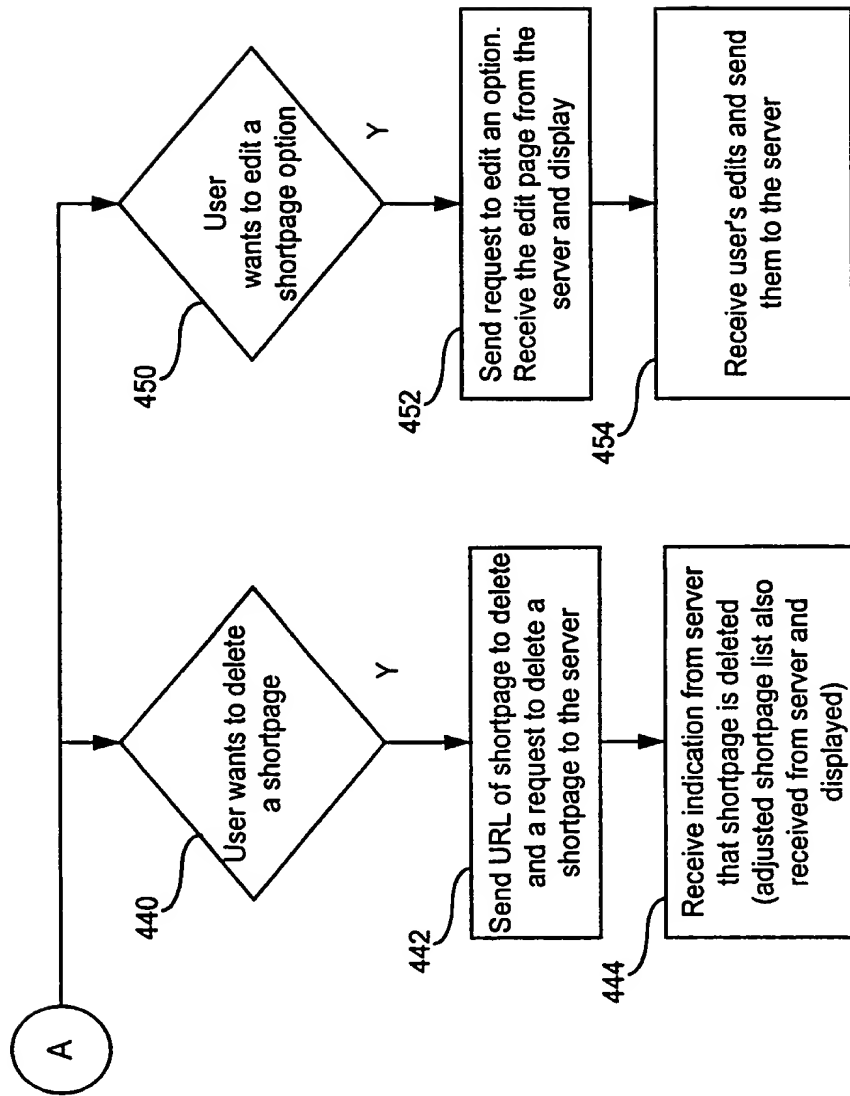 A
440
User wants to delete
a shortpage
Y
442
Send URL of shortpage to delete
and a request to delete a
shortpage to the server
444
Receive indication from server
that shortpage is deleted
(adjusted shortpage list also
received from server and
displayed)
450
User
wants to edit a
shortpage option
Y
452
Send request to edit an option.
Receive the edit page from the
server and display
454
Receive user's edits and send
them to the server